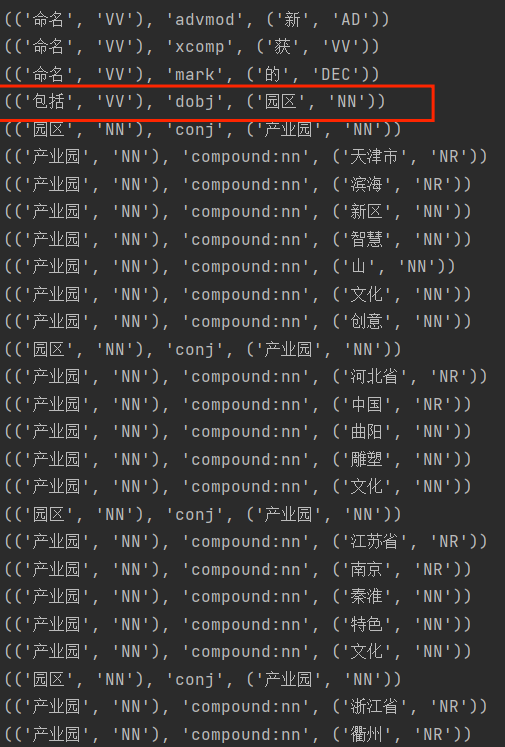 (('命名', 'VV'), 'advmod', ('新', 'AD'))
(('命名', 'VV'), 'xcomp', ('获', 'VV'))
(('命名', 'VV'), 'mark', ('的', 'DEC'))
(('包括', 'VV'), 'dobj', ('园区', 'NN'))
(('园区', 'NN'), 'conj', ('产业园', 'NN'))
(('产业园', 'NN'), 'compound:nn', ('天津市', 'NR'))
(('产业园', 'NN'), 'compound:nn', ('滨海', 'NR'))
(('产业园', 'NN'), 'compound:nn', ('新区', 'NN'))
(('产业园', 'NN'), 'compound:nn', ('智慧', 'NN'))
(('产业园', 'NN'), 'compound:nn', ('山', 'NN'))
(('产业园', 'NN'), 'compound:nn', ('文化', 'NN'))
(('产业园', 'NN'), 'compound:nn', ('创意', 'NN'))
(('园区', 'NN'), 'conj', ('产业园', 'NN'))
(('产业园', 'NN'), 'compound:nn', ('河北省', 'NR'))
(('产业园', 'NN'), 'compound:nn', ('中国', 'NR'))
(('产业园', 'NN'), 'compound:nn', ('曲阳', 'NN'))
(('产业园', 'NN'), 'compound:nn', ('雕塑', 'NN'))
(('产业园', 'NN'), 'compound:nn', ('文化', 'NN'))
(('园区', 'NN'), 'conj', ('产业园', 'NN'))
(('产业园', 'NN'), 'compound:nn', ('江苏省', 'NR'))
(('产业园', 'NN'), 'compound:nn', ('南京', 'NR'))
(('产业园', 'NN'), 'compound:nn', ('秦淮', 'NN'))
(('产业园', 'NN'), 'compound:nn', ('特色', 'NN'))
(('产业园', 'NN'), 'compound:nn', ('文化', 'NN'))
(('园区', 'NN'), 'conj', ('产业园', 'NN'))
(('产业园', 'NN'), 'compound:nn', ('浙江省', 'NR'))
(('产业园', 'NN'), 'compound:nn', ('衢州', 'NR'))